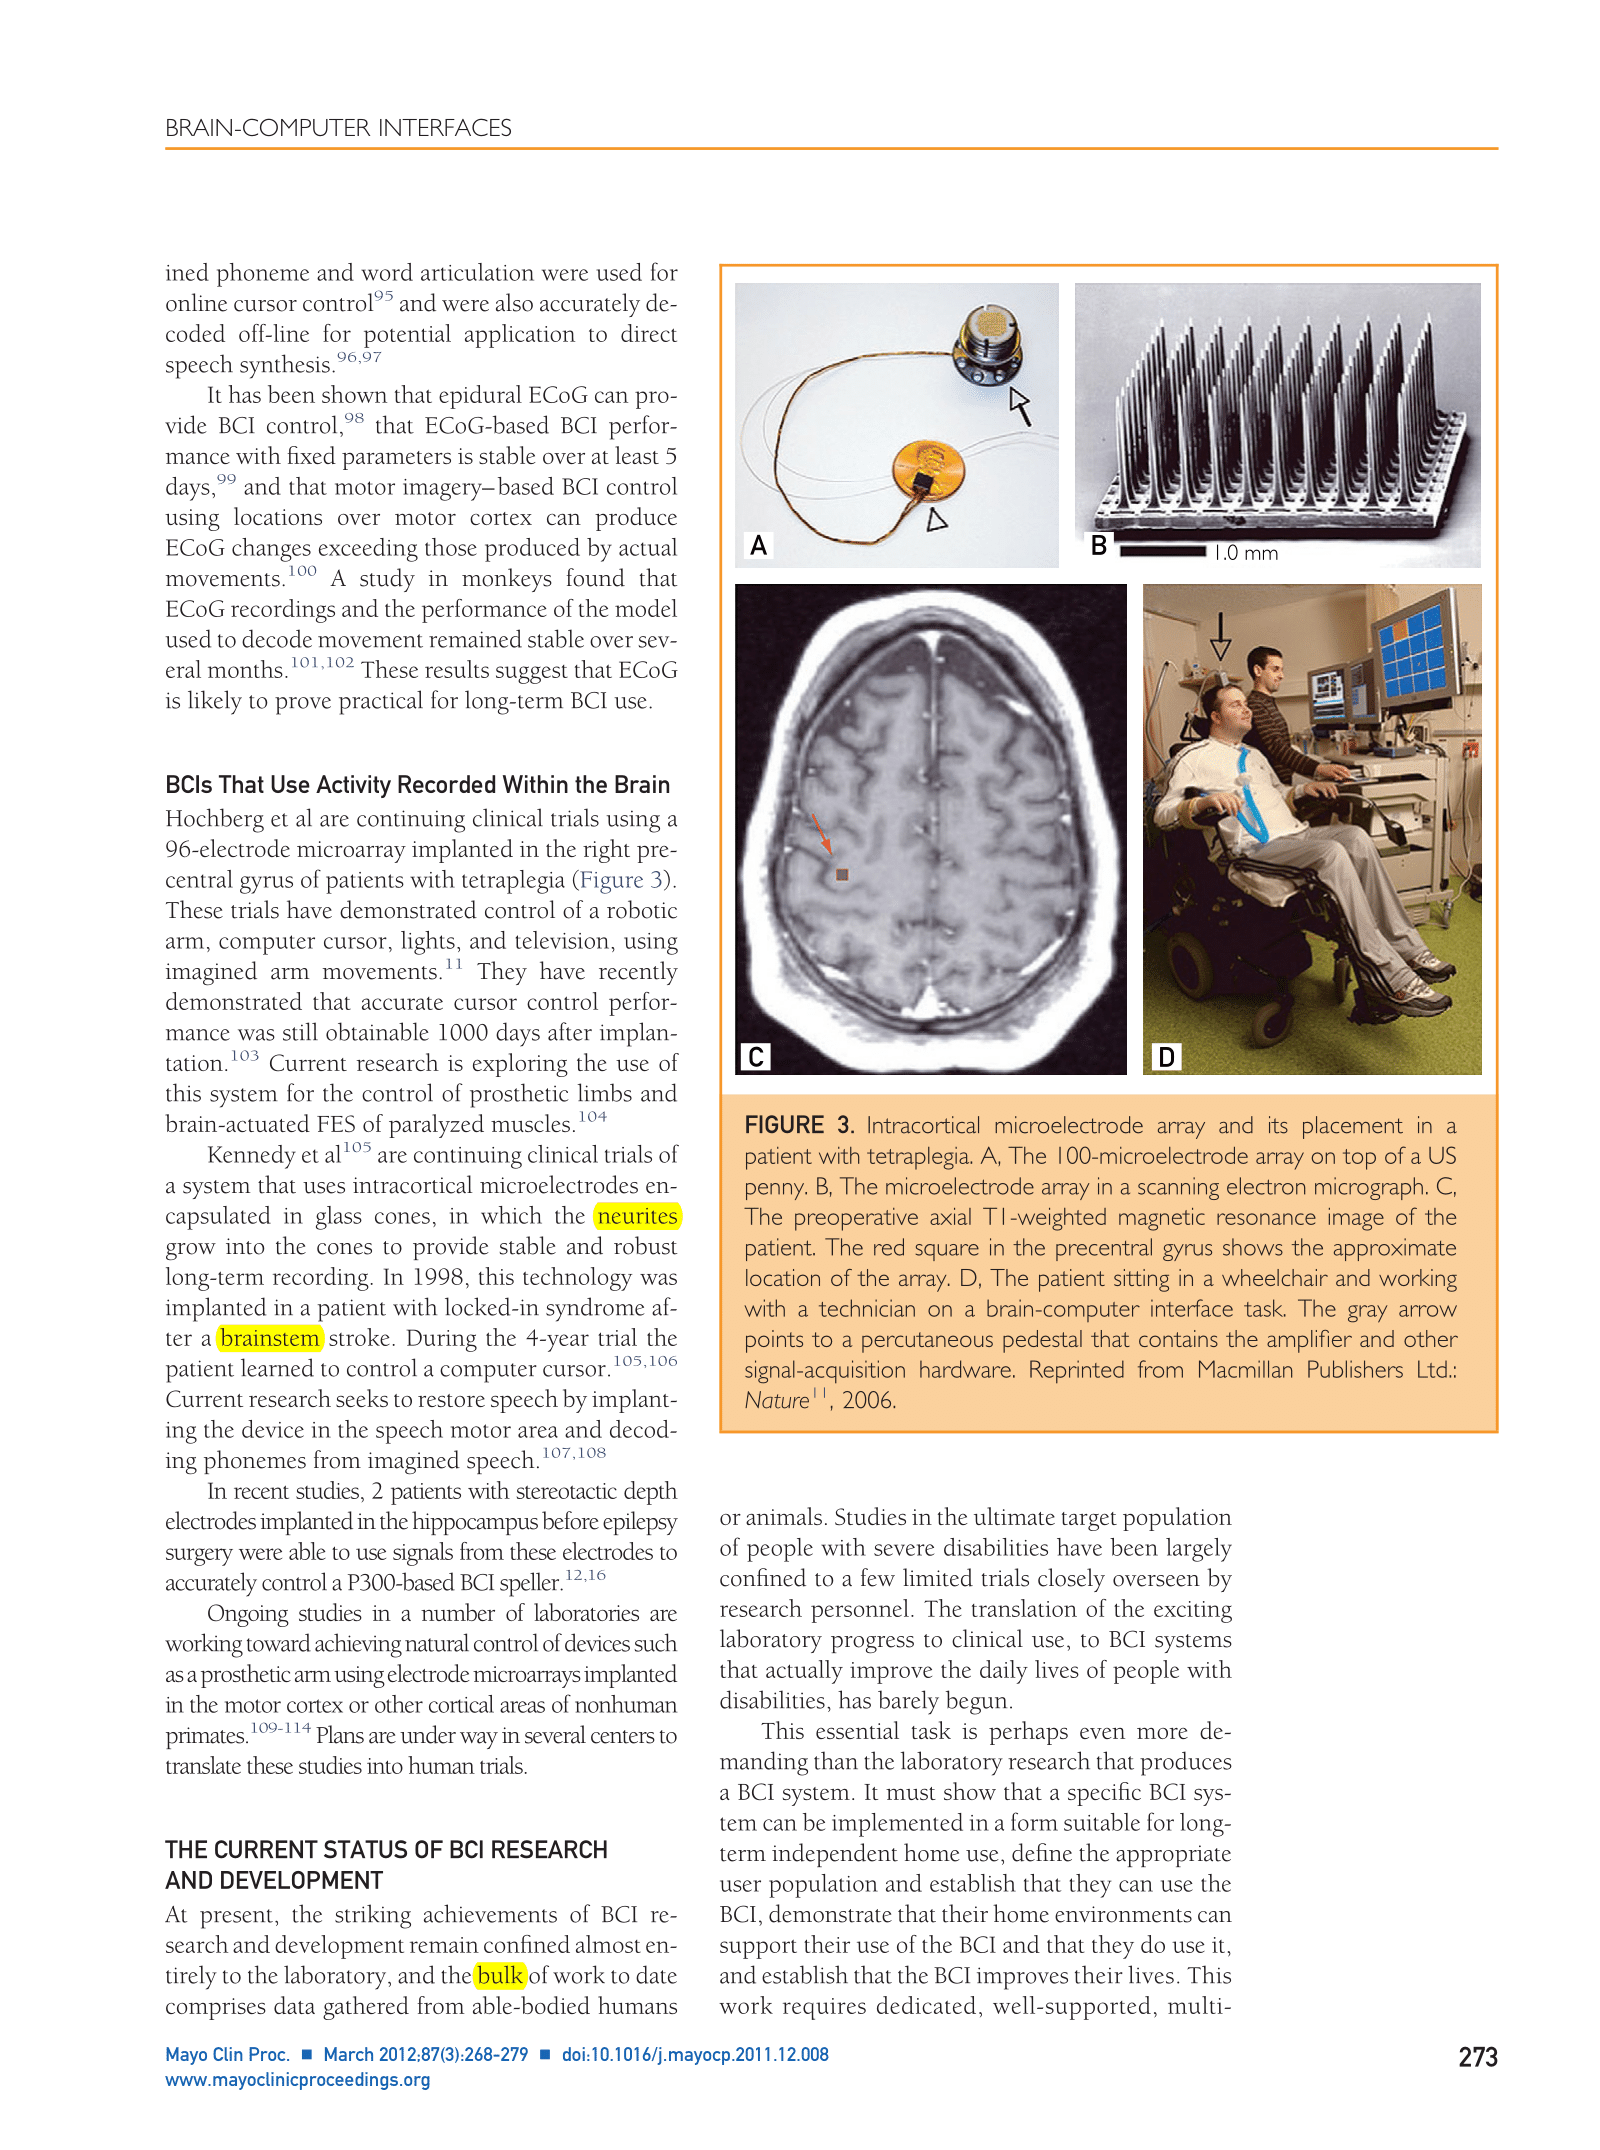 BRAIN-COMPUTER INTERFACES
ined phoneme and word articulation were used for
online cursor control95 and were also accurately de-
coded off-line for potential application to direct
speech synthesis.96,97
It has been shown that epidural ECoG can pro-
vide BCI control,98 that ECoG-based BCI perfor-
mance with fixed parameters is stable over at least 5
days,99 and that motor imagery–based BCI control
using locations over motor cortex can produce
ECoG changes exceeding those produced by actual
movements.100 A study in monkeys found that
ECoG recordings and the performance of the model
used to decode movement remained stable over sev-
eral months.101,102 These results suggest that ECoG
is likely to prove practical for long-term BCI use.
BCIs That Use Activity Recorded Within the Brain
Hochberg et al are continuing clinical trials using a
96-electrode microarray implanted in the right pre-
central gyrus of patients with tetraplegia (Figure 3).
These trials have demonstrated control of a robotic
arm, computer cursor, lights, and television, using
imagined arm movements.11 They have recently
demonstrated that accurate cursor control perfor-
mance was still obtainable 1000 days after implan-
tation.103 Current research is exploring the use of
this system for the control of prosthetic limbs and
brain-actuated FES of paralyzed muscles.104
Kennedy et al105 are continuing clinical trials of
a system that uses intracortical microelectrodes en-
capsulated in glass cones, in which the neurites
grow into the cones to provide stable and robust
long-term recording. In 1998, this technology was
implanted in a patient with locked-in syndrome af-
ter a brainstem stroke. During the 4-year trial the
patient learned to control a computer cursor.105,106
Current research seeks to restore speech by implant-
ing the device in the speech motor area and decod-
ing phonemes from imagined speech.107,108
In recent studies, 2 patients with stereotactic depth
electrodes implanted in the hippocampus before epilepsy
surgery were able to use signals from these electrodes to
accurately control a P300-based BCI speller.12,16
Ongoing studies in a number of laboratories are
working toward achieving natural control of devices such
as a prosthetic arm using electrode microarrays implanted
in the motor cortex or other cortical areas of nonhuman
primates.109-114 Plans are under way in several centers to
translate these studies into human trials.
THE CURRENT STATUS OF BCI RESEARCH
AND DEVELOPMENT
At present, the striking achievements of BCI re-
search and development remain confined almost en-
tirely to the laboratory, and the bulk of work to date
comprises data gathered from able-bodied humans
A
B
1.0 mm
C
D
FIGURE 3. Intracortical microelectrode array and its placement in a
patient with tetraplegia. A, The 100-microelectrode array on top of a US
penny. B, The microelectrode array in a scanning electron micrograph. C,
The preoperative axial T1-weighted magnetic resonance image of the
patient. The red square in the precentral gyrus shows the approximate
location of the array. D, The patient sitting in a wheelchair and working
with a technician on a brain-computer interface task. The gray arrow
points to a percutaneous pedestal that contains the amplifier and other
signal-acquisition hardware. Reprinted from Macmillan Publishers Ltd.:
Nature11, 2006.
or animals. Studies in the ultimate target population
of people with severe disabilities have been largely
confined to a few limited trials closely overseen by
research personnel. The translation of the exciting
laboratory progress to clinical use, to BCI systems
that actually improve the daily lives of people with
disabilities, has barely begun.
This essential task is perhaps even more de-
manding than the laboratory research that produces
a BCI system. It must show that a specific BCI sys-
tem can be implemented in a form suitable for long-
term independent home use, define the appropriate
user population and establish that they can use the
BCI, demonstrate that their home environments can
support their use of the BCI and that they do use it,
and establish that the BCI improves their lives. This
work requires dedicated, well-supported, multi-
Mayo Clin Proc. ■ March 2012;87(3):268-279 ■ doi:10.1016/j.mayocp.2011.12.008
www.mayoclinicproceedings.org
273